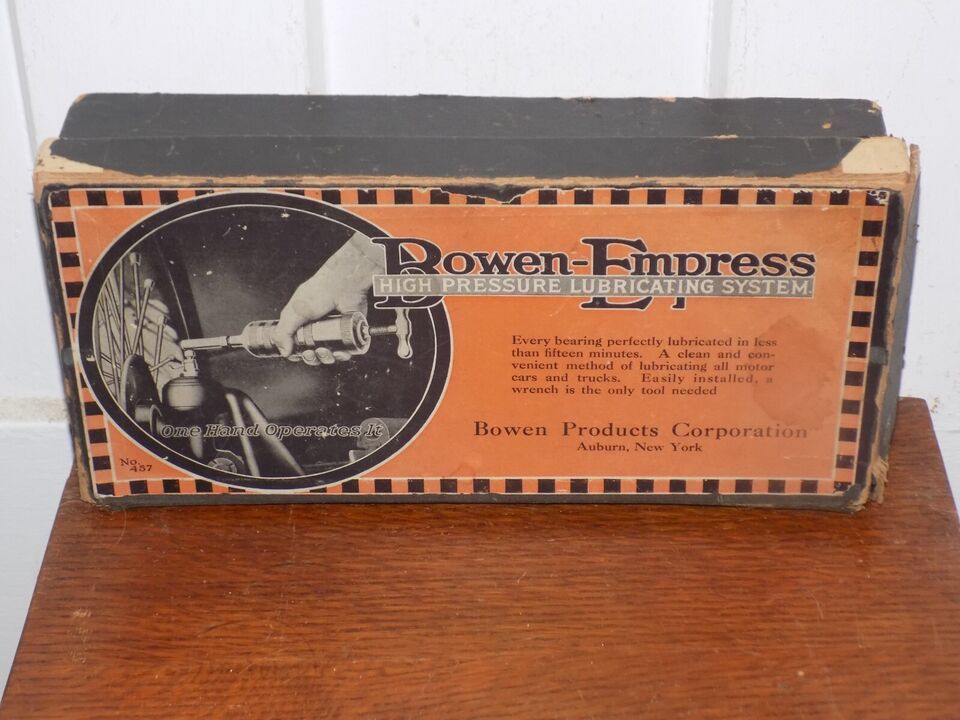 Bowen-Empress
HIGH PRESSURE LUBRICATING SYSTEM.
Every bearing perfectly lubricated in less
than fifteen minutes. A clean and con-
venient method of lubricating all motor
cars and trucks. Easily installed, a
wrench is the only tool needed
One Hand Operates It
Bowen Products Corporation
Auburn, New York
No.
457